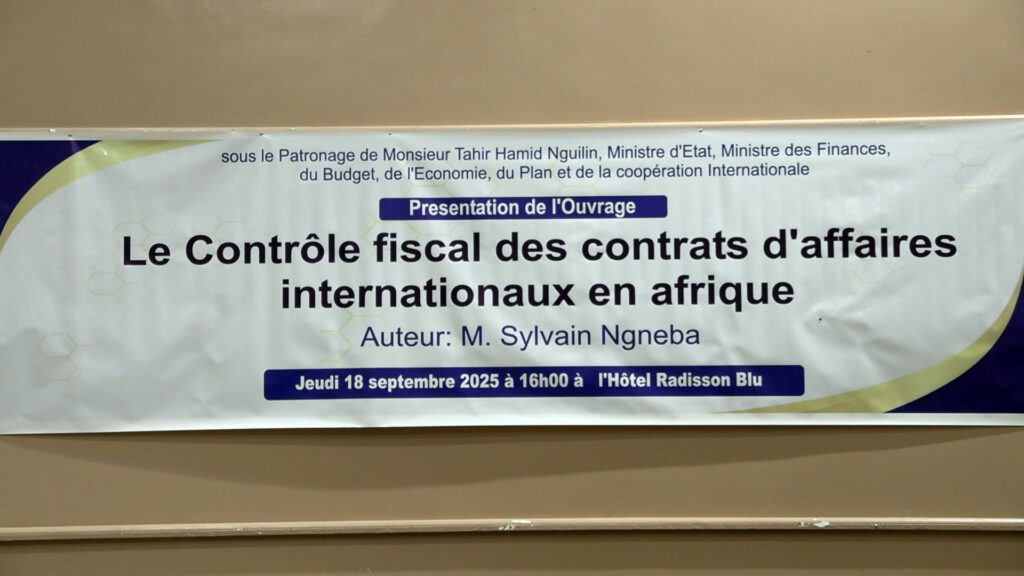 sous le Patronage de Monsieur Tahir Hamid Nguilin, Ministre d'Etat, Ministre des Finances,
du Budget, de l'Economie, du Plan et de la coopération Internationale
Presentation de l'Ouvrage
Le Contrôle fiscal des contrats d'affaires
internationaux en afrique
Auteur: M. Sylvain Ngneba
Jeudi 18 septembre 2025 à 16h00 à l'Hôtel Radisson Blu